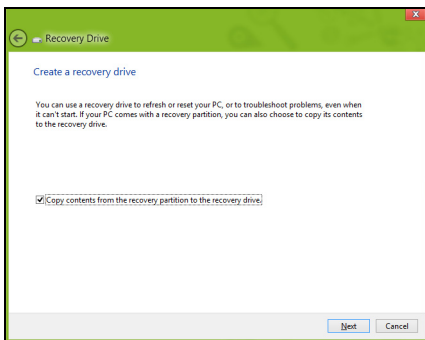 Recovery Drive
Create a recovery drive
You can use a recovery drive to refresh or reset your PC, or to troubleshoot problems, even when
it can't start. If your PC comes with a recovery partition, you can also choose to copy its contents
to the recovery drive.
Copy contents from the recovery partition to the recovery drive.
Next Cancel